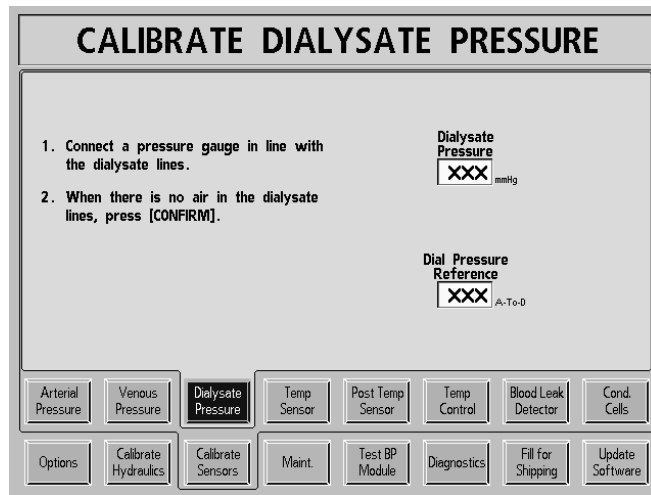 CALIBRATE DIALYSATE PRESSURE
1. Connect a pressure gauge in line with
the dialysate lines.
2. When there is no air in the dialysate
lines, press [CONFIRM].
Dialysate
Pressure
XXX mmHg
Dial Pressure
Reference
XXX A-To-D
Arterial
Pressure
Venous
Pressure
Dialysate
Pressure
Temp
Sensor
Post Temp
Sensor
Temp
Control
Blood Leak
Detector
Cond.
Cells
Options
Calibrate
Hydraulics
Calibrate
Sensors
Maint.
Test BP
Module
Diagnostics
Fill for
Shipping
Update
Software